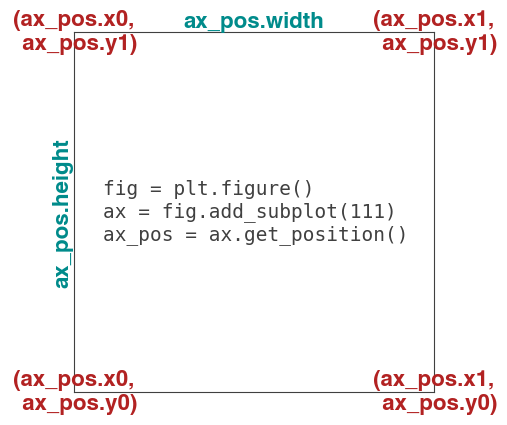 (ax_pos.x0,
ax_pos.y1)
ax_pos.width
(ax_pos.x1,
ax_pos.y1)
ax_pos.height
fig = plt.figure()
ax = fig.add_subplot(111)
ax_pos = ax.get_position()
(ax_pos.x0,
ax_pos.y0)
(ax_pos.x1,
ax_pos.y0)